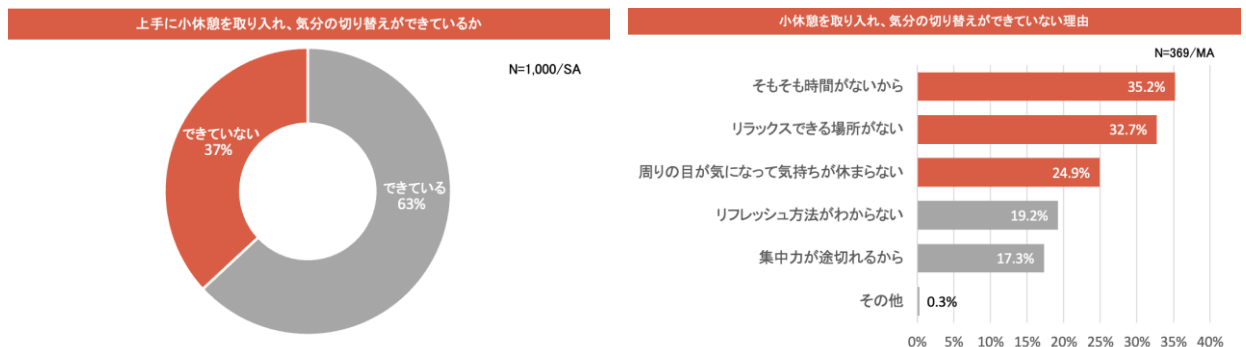 上手に小休憩を取り入れ、気分の切り替えができているか
N=1,000/SA
できていない
37%
できている
63%
小休憩を取り入れ、気分の切り替えができていない理由
N=369/MA
そもそも時間がないから
35.2%
リラックスできる場所がない
32.7%
周りの目が気になって気持ちが休まらない
24.9%
リフレッシュ方法がわからない
19.2%
集中力が途切れるから
17.3%
その他
0.3%
0% 5% 10% 15% 20% 25% 30% 35% 40%